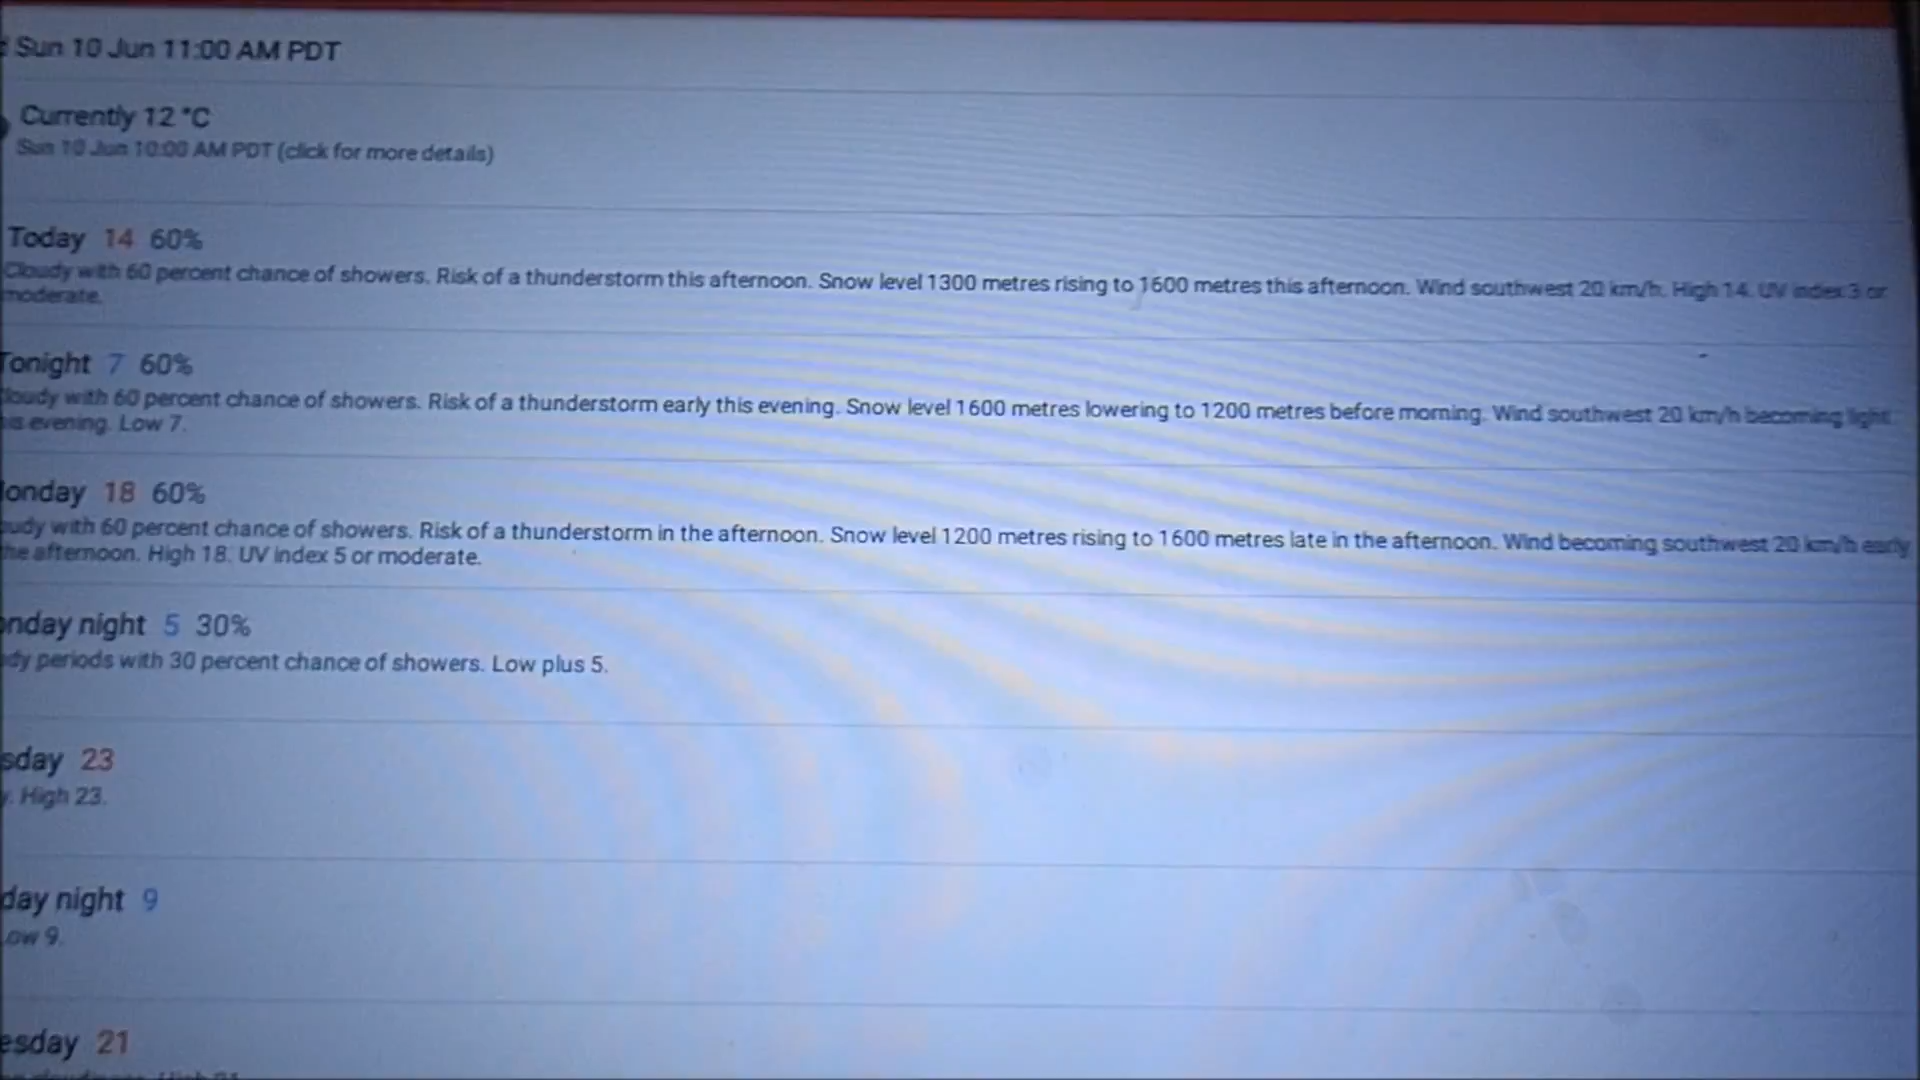 Sun 10 Jun 11:00 AM PDT
Currently 12 °C
Sun 10 Jun 10:00 AM PDT (click for more details)
Today 14 60%
Cloudy with 60 percent chance of showers. Risk of a thunderstorm this afternoon. Snow level 1300 metres rising to 1600 metres this afternoon. Wind southwest 20 km/h. High 14. UV index 3 or
moderate.
Tonight 7 60%
loudy with 60 percent chance of showers. Risk of a thunderstorm early this evening. Snow level 1600 metres lowering to 1200 metres before morning. Wind southwest 20 km/h becoming light
is evening. Low 7.
onday 18 60%
oudy with 60 percent chance of showers. Risk of a thunderstorm in the afternoon. Snow level 1200 metres rising to 1600 metres late in the afternoon. Wind becoming southwest 20 km/h early
the afternoon. High 18. UV index 5 or moderate.
onday night 5 30%
dy periods with 30 percent chance of showers. Low plus 5.
sday 23
y. High 23.
day night 9
Low 9.
esday 21